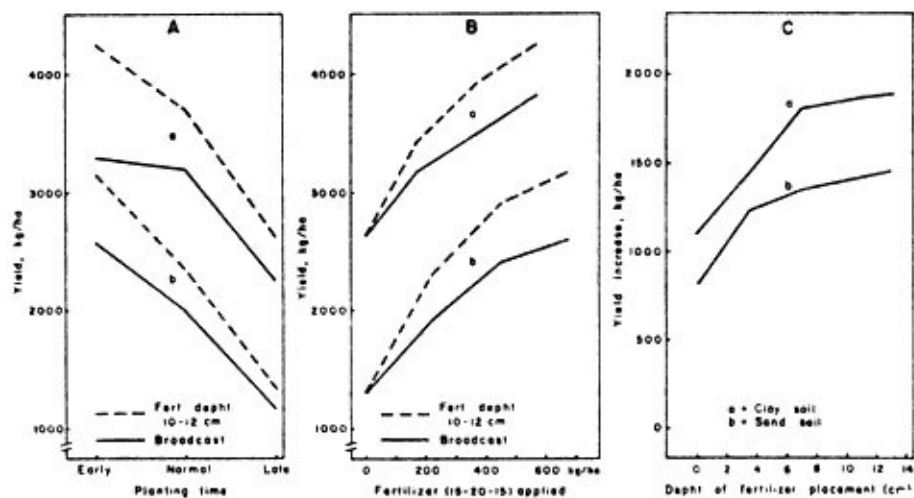 A
Yield, kg/ha
4000
3000
2000
1000
a
b
Fert depht
10-12 cm
Broadcast
Early Normal Late
Planting time
B
Yield, kg/ha
4000
3000
2000
1000
a
b
Fert depht
10-12 cm
Broadcast
0 200 400 600 kg/ha
Fertilizer (15-20-15) applied
C
Yield increase, kg/ha
2000
1500
1000
500
0
a
b
a = Clay soil
b = Sand soil
0 2 4 6 8 10 12 14
Depht of fertilizer placement (cm)